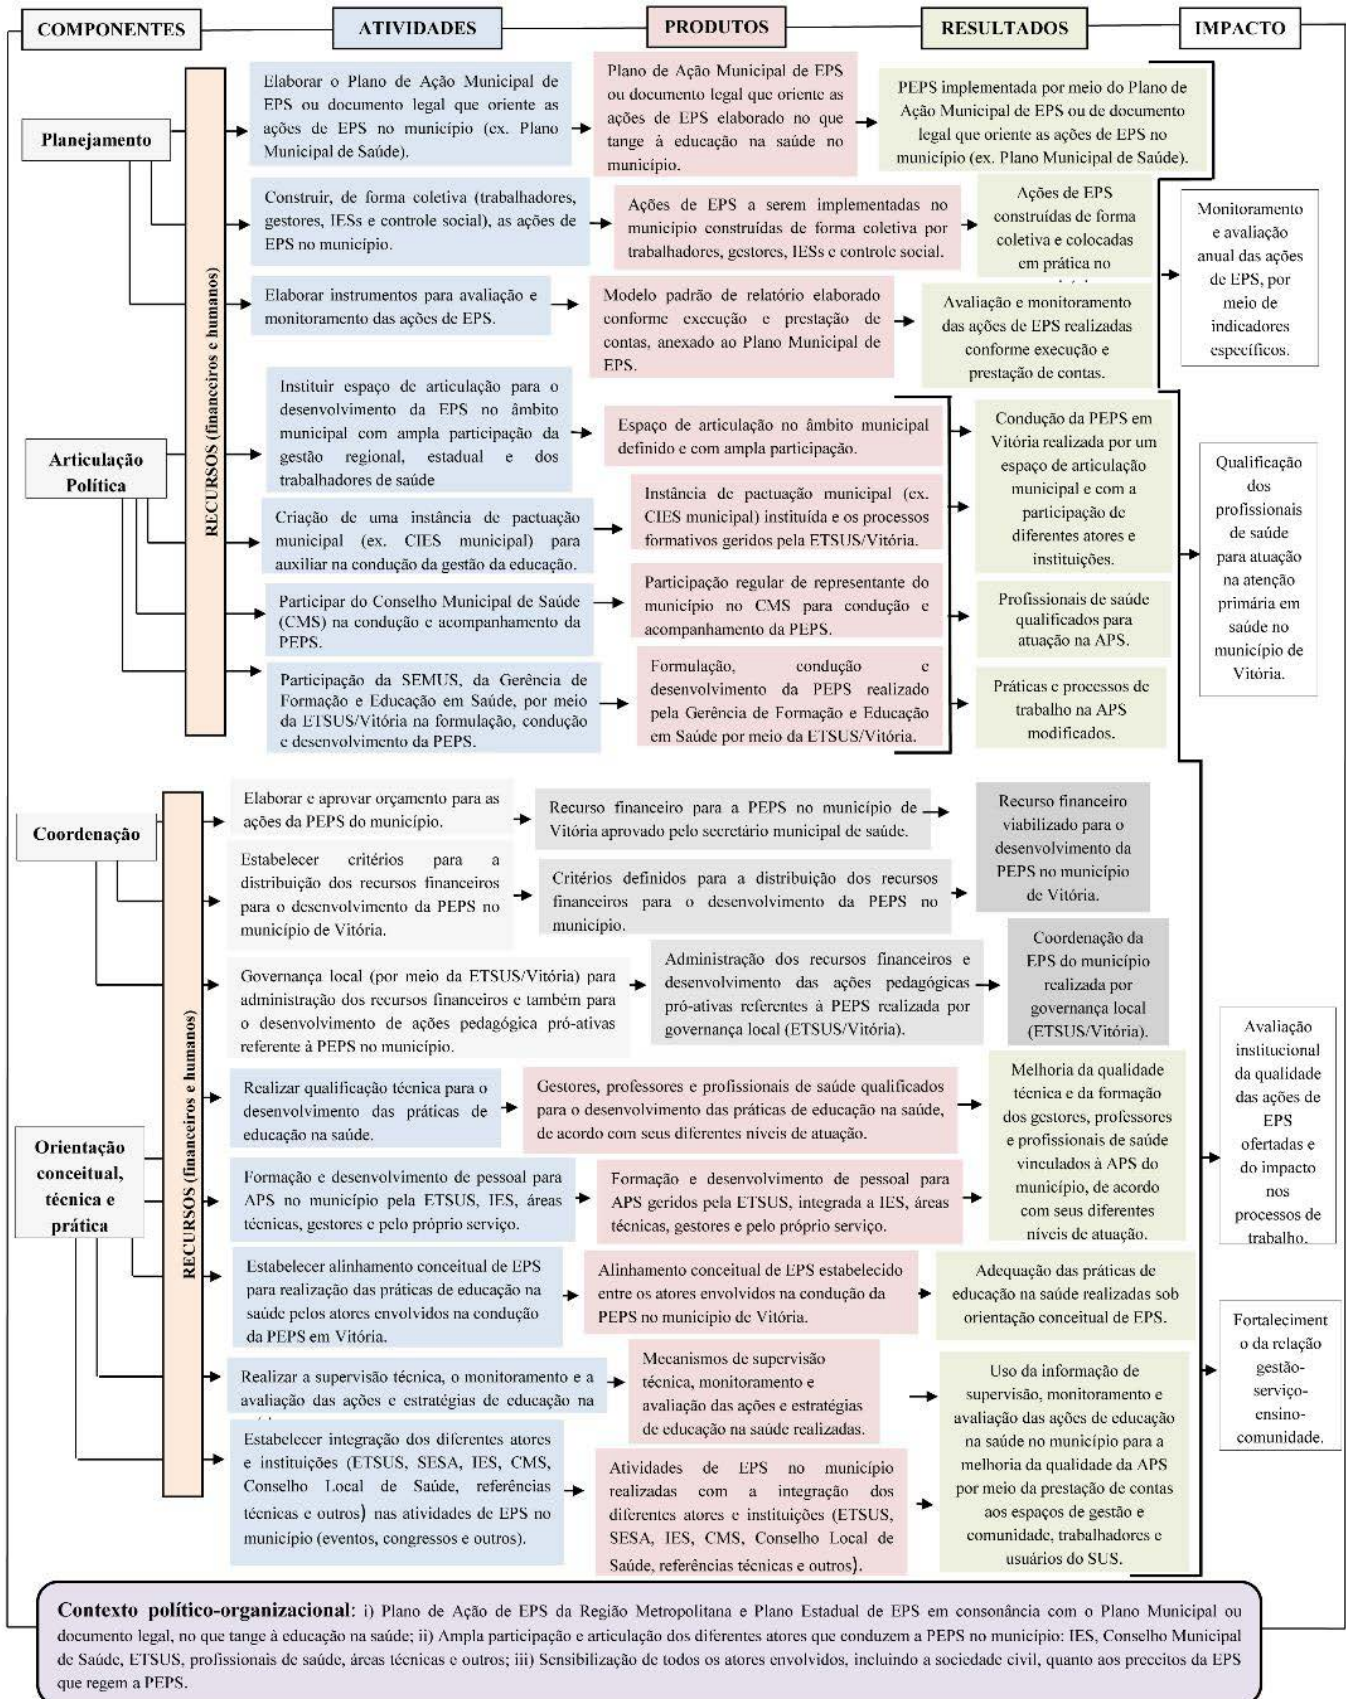 COMPONENTES
ATIVIDADES
PRODUTOS
RESULTADOS
IMPACTO
Planejamento
RECURSOS (financeiros e humanos)
Elaborar o Plano de Ação Municipal de
EPS ou documento legal que oriente as
ações de EPS no município (ex. Plano
Municipal de Saúde).
Plano de Ação Municipal de EPS
ou documento legal que oriente as
ações de EPS elaborado no que
tange à educação na saúde no
município.
PEPS implementada por meio do Plano de
Ação Municipal de EPS ou de documento
legal que oriente as ações de EPS no
município (ex. Plano Municipal de Saúde).
Construir, de forma coletiva (trabalhadores,
gestores, IESs e controle social), as ações de
EPS no município.
Ações de EPS a serem implementadas no
município construídas de forma coletiva por
trabalhadores, gestores, IESs e controle social.
Ações de EPS
construídas de forma
coletiva e colocadas
em prática no
Elaborar instrumentos para avaliação e
monitoramento das ações de EPS.
Modelo padrão de relatório elaborado
conforme execução e prestação de
contas, anexado ao Plano Municipal de
EPS.
Avaliação e monitoramento
das ações de EPS realizadas
conforme execução e
prestação de contas.
Monitoramento
e avaliação
anual das ações
de EPS, por
meio de
indicadores
específicos.
Articulação
Política
Instituir espaço de articulação para o
desenvolvimento da EPS no âmbito
municipal com ampla participação da
gestão regional, estadual e dos
trabalhadores de saúde
Espaço de articulação no âmbito municipal
definido e com ampla participação.
Condução da PEPS em
Vitória realizada por um
espaço de articulação
municipal e com a
participação de
diferentes atores e
instituições.
Criação de uma instância de pactuação
municipal (ex. CIES municipal) para
auxiliar na condução da gestão da educação.
Instância de pactuação municipal (ex.
CIES municipal) instituída e os processos
formativos geridos pela ETSUS/Vitória.
Participar do Conselho Municipal de Saúde
(CMS) na condução e acompanhamento da
PEPS.
Participação regular de representante do
município no CMS para condução e
acompanhamento da PEPS.
Profissionais de saúde
qualificados para
atuação na APS.
Participação da SEMUS, da Gerência de
Formação e Educação em Saúde, por meio
da ETSUS/Vitória na formulação, condução
e desenvolvimento da PEPS.
Formulação, condução e
desenvolvimento da PEPS realizado
pela Gerência de Formação e Educação
em Saúde por meio da ETSUS/Vitória.
Práticas e processos de
trabalho na APS
modificados.
Qualificação
dos
profissionais
de saúde
para atuação
na atenção
primária em
saúde no
município de
Vitória.
Coordenação
RECURSOS (financeiros e humanos)
Elaborar e aprovar orçamento para as
ações da PEPS do município.
Recurso financeiro para a PEPS no município de
Vitória aprovado pelo secretário municipal de saúde.
Recurso financeiro
viabilizado para o
desenvolvimento da
PEPS no município
de Vitória.
Estabelecer critérios para a
distribuição dos recursos financeiros
para o desenvolvimento da PEPS no
município de Vitória.
Critérios definidos para a distribuição dos recursos
financeiros para o desenvolvimento da PEPS no
município.
Governança local (por meio da ETSUS/Vitória) para
administração dos recursos financeiros e também para
o desenvolvimento de ações pedagógica pró-ativas
referente à PEPS no município.
Administração dos recursos financeiros e
desenvolvimento das ações pedagógicas
pró-ativas referentes à PEPS realizada por
governança local (ETSUS/Vitória).
Coordenação da
EPS do município
realizada por
governança local
(ETSUS/Vitória).
Orientação
conceitual,
técnica e
prática
Realizar qualificação técnica para o
desenvolvimento das práticas de
educação na saúde.
Gestores, professores e profissionais de saúde qualificados
para o desenvolvimento das práticas de educação na saúde,
de acordo com seus diferentes níveis de atuação.
Melhoria da qualidade
técnica e da formação
dos gestores, professores
e profissionais de saúde
vinculados à APS do
município, de acordo
com seus diferentes
níveis de atuação.
Formação e desenvolvimento de pessoal para
APS no município pela ETSUS, IES, áreas
técnicas, gestores e pelo próprio serviço.
Formação e desenvolvimento de pessoal para
APS geridos pela ETSUS, integrada a IES, áreas
técnicas, gestores e pelo próprio serviço.
Estabelecer alinhamento conceitual de EPS
para realização das práticas de educação na
saúde pelos atores envolvidos na condução
da PEPS em Vitória.
Alinhamento conceitual de EPS estabelecido
entre os atores envolvidos na condução da
PEPS no município de Vitória.
Adequação das práticas de
educação na saúde realizadas sob
orientação conceitual de EPS.
Realizar a supervisão técnica, o monitoramento e a
avaliação das ações e estratégias de educação na
Mecanismos de supervisão
técnica, monitoramento e
avaliação das ações e estratégias
de educação na saúde realizadas.
Uso da informação de
supervisão, monitoramento e
avaliação das ações de educação
na saúde no município para a
melhoria da qualidade da APS
por meio da prestação de contas
aos espaços de gestão e
comunidade, trabalhadores e
usuários do SUS.
Estabelecer integração dos diferentes atores
e instituições (ETSUS, SESA, IES, CMS,
Conselho Local de Saúde, referências
técnicas e outros) nas atividades de EPS no
município (eventos, congressos e outros).
Atividades de EPS no município
realizadas com a integração dos
diferentes atores e instituições (ETSUS,
SESA, IES, CMS, Conselho Local de
Saúde, referências técnicas e outros).
Avaliação
institucional
da qualidade
das ações de
EPS
ofertadas e
do impacto
nos
processos de
trabalho.
Fortaleciment
o da relação
gestão-
serviço-
ensino-
comunidade.
Contexto político-organizacional: i) Plano de Ação de EPS da Região Metropolitana e Plano Estadual de EPS em consonância com o Plano Municipal ou
documento legal, no que tange à educação na saúde; ii) Ampla participação e articulação dos diferentes atores que conduzem a PEPS no município: IES, Conselho Municipal
de Saúde, ETSUS, profissionais de saúde, áreas técnicas e outros; iii) Sensibilização de todos os atores envolvidos, incluindo a sociedade civil, quanto aos preceitos da EPS
que regem a PEPS.